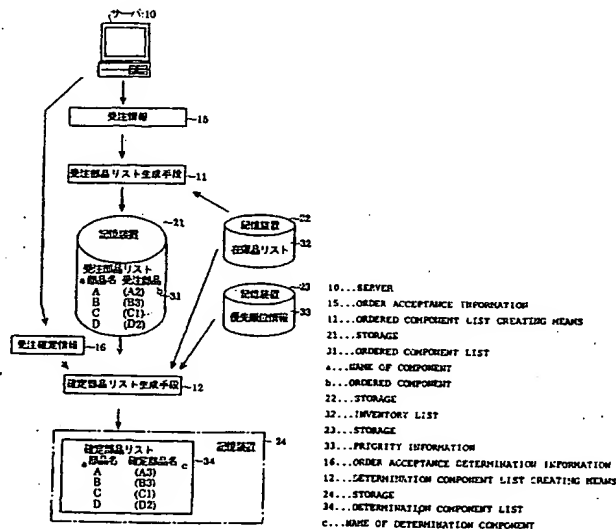 サーバ:10
受注情報
15
受注部品リスト生成手段
11
21
記憶装置
受注部品リスト
a 部品名 受注部品 b
A (A2)
B (B3)
C (C1)
D (D2)
31
22
記憶装置
在庫品リスト
32
23
記憶装置
優先順位情報
33
受注確定情報
16
確定部品リスト生成手段
12
24
記憶装置
確定部品リスト
a 部品名 確定部品名 c
34
A (A3)
B (B3)
C (C1)
D (D2)
10...SERVER
15...ORDER ACCEPTANCE INFORMATION
11...ORDERED COMPONENT LIST CREATING MEANS
21...STORAGE
31...ORDERED COMPONENT LIST
a...NAME OF COMPONENT
b...ORDERED COMPONENT
22...STORAGE
32...INVENTORY LIST
23...STORAGE
33...PRIORITY INFORMATION
16...ORDER ACCEPTANCE DETERMINATION INFORMATION
12...DETERMINATION COMPONENT LIST CREATING MEANS
24...STORAGE
34...DETERMINATION COMPONENT LIST
c...NAME OF DETERMINATION COMPONENT